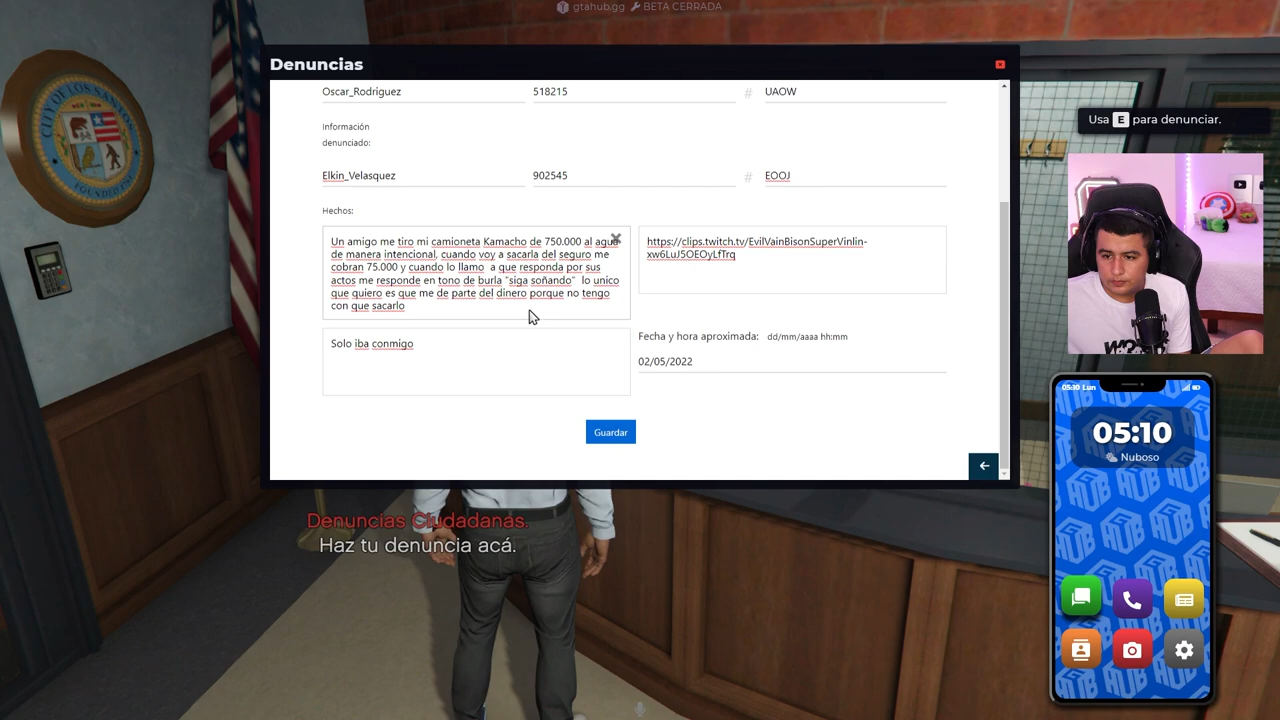 gtahub.gg BETA CERRADA
Denuncias
Oscar_Rodriguez 518215 # UAOW
Información
denunciado:
Elkin_Velasquez 902545 # EOOJ
Hechos:
Un amigo me tiro mi camioneta Kamacho de 750.000 al agua
de manera intencional, cuando voy a sacarla del seguro me
cobran 75.000 y cuando lo llamo a que responda por sus
actos me responde en tono de burla "siga soñando" lo unico
que quiero es que me de parte del dinero porque no tengo
con que sacarlo
https://clips.twitch.tv/EvilVainBisonSuperVinlin-
xw6LuJ5OEOyLfTrq
Solo iba conmigo
Fecha y hora aproximada: dd/mm/aaaa hh:mm
02/05/2022
Guardar
Denuncias Ciudadanas.
Haz tu denuncia acá.
Usa E para denunciar.
05:10 Lun
05:10
Nuboso